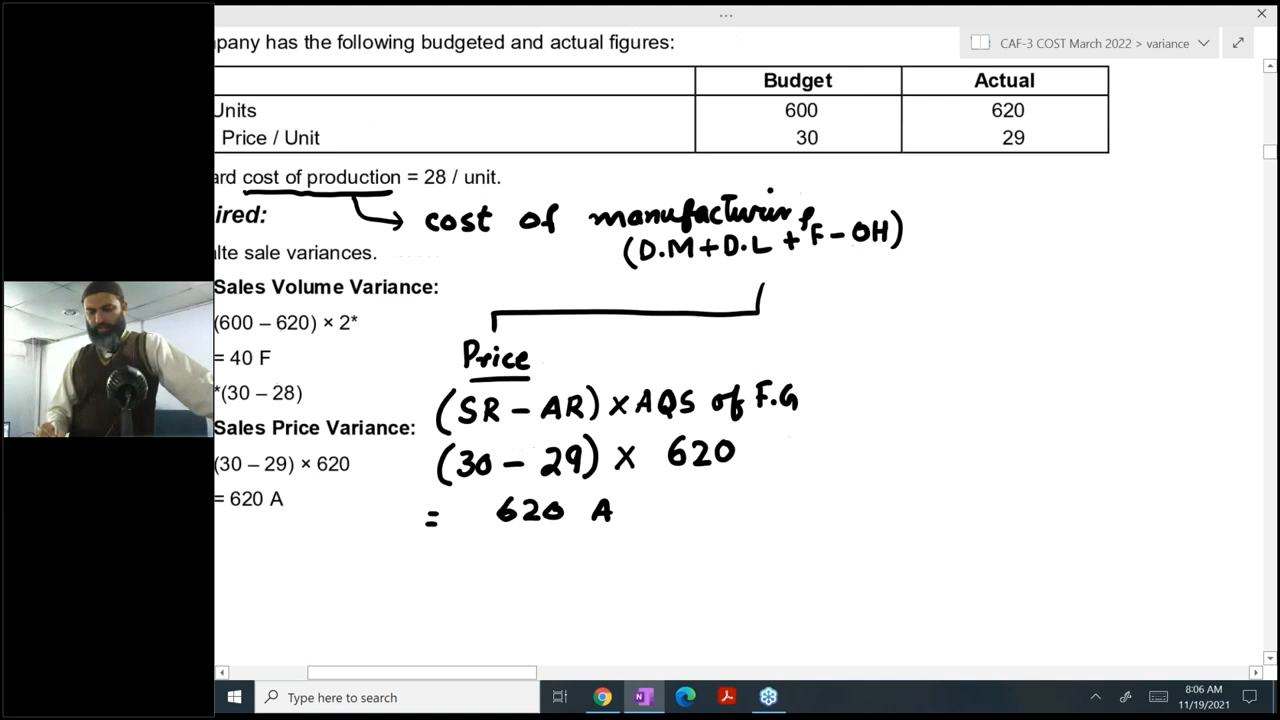 ...
CAF-3 COST March 2022 > variance
pany has the following budgeted and actual figures:
Budget Actual
Units 600 620
Price / Unit 30 29
ard cost of production = 28 / unit.
ired:
cost of manufacturing
(D.M + D.L + F-OH)
lte sale variances.
Sales Volume Variance:
(600 – 620) × 2*
= 40 F
*(30 – 28)
Sales Price Variance:
(30 – 29) × 620
= 620 A
Price
(SR - AR) × AQS of F.G
(30 - 29) × 620
= 620 A
Type here to search
8:06 AM
11/19/2021